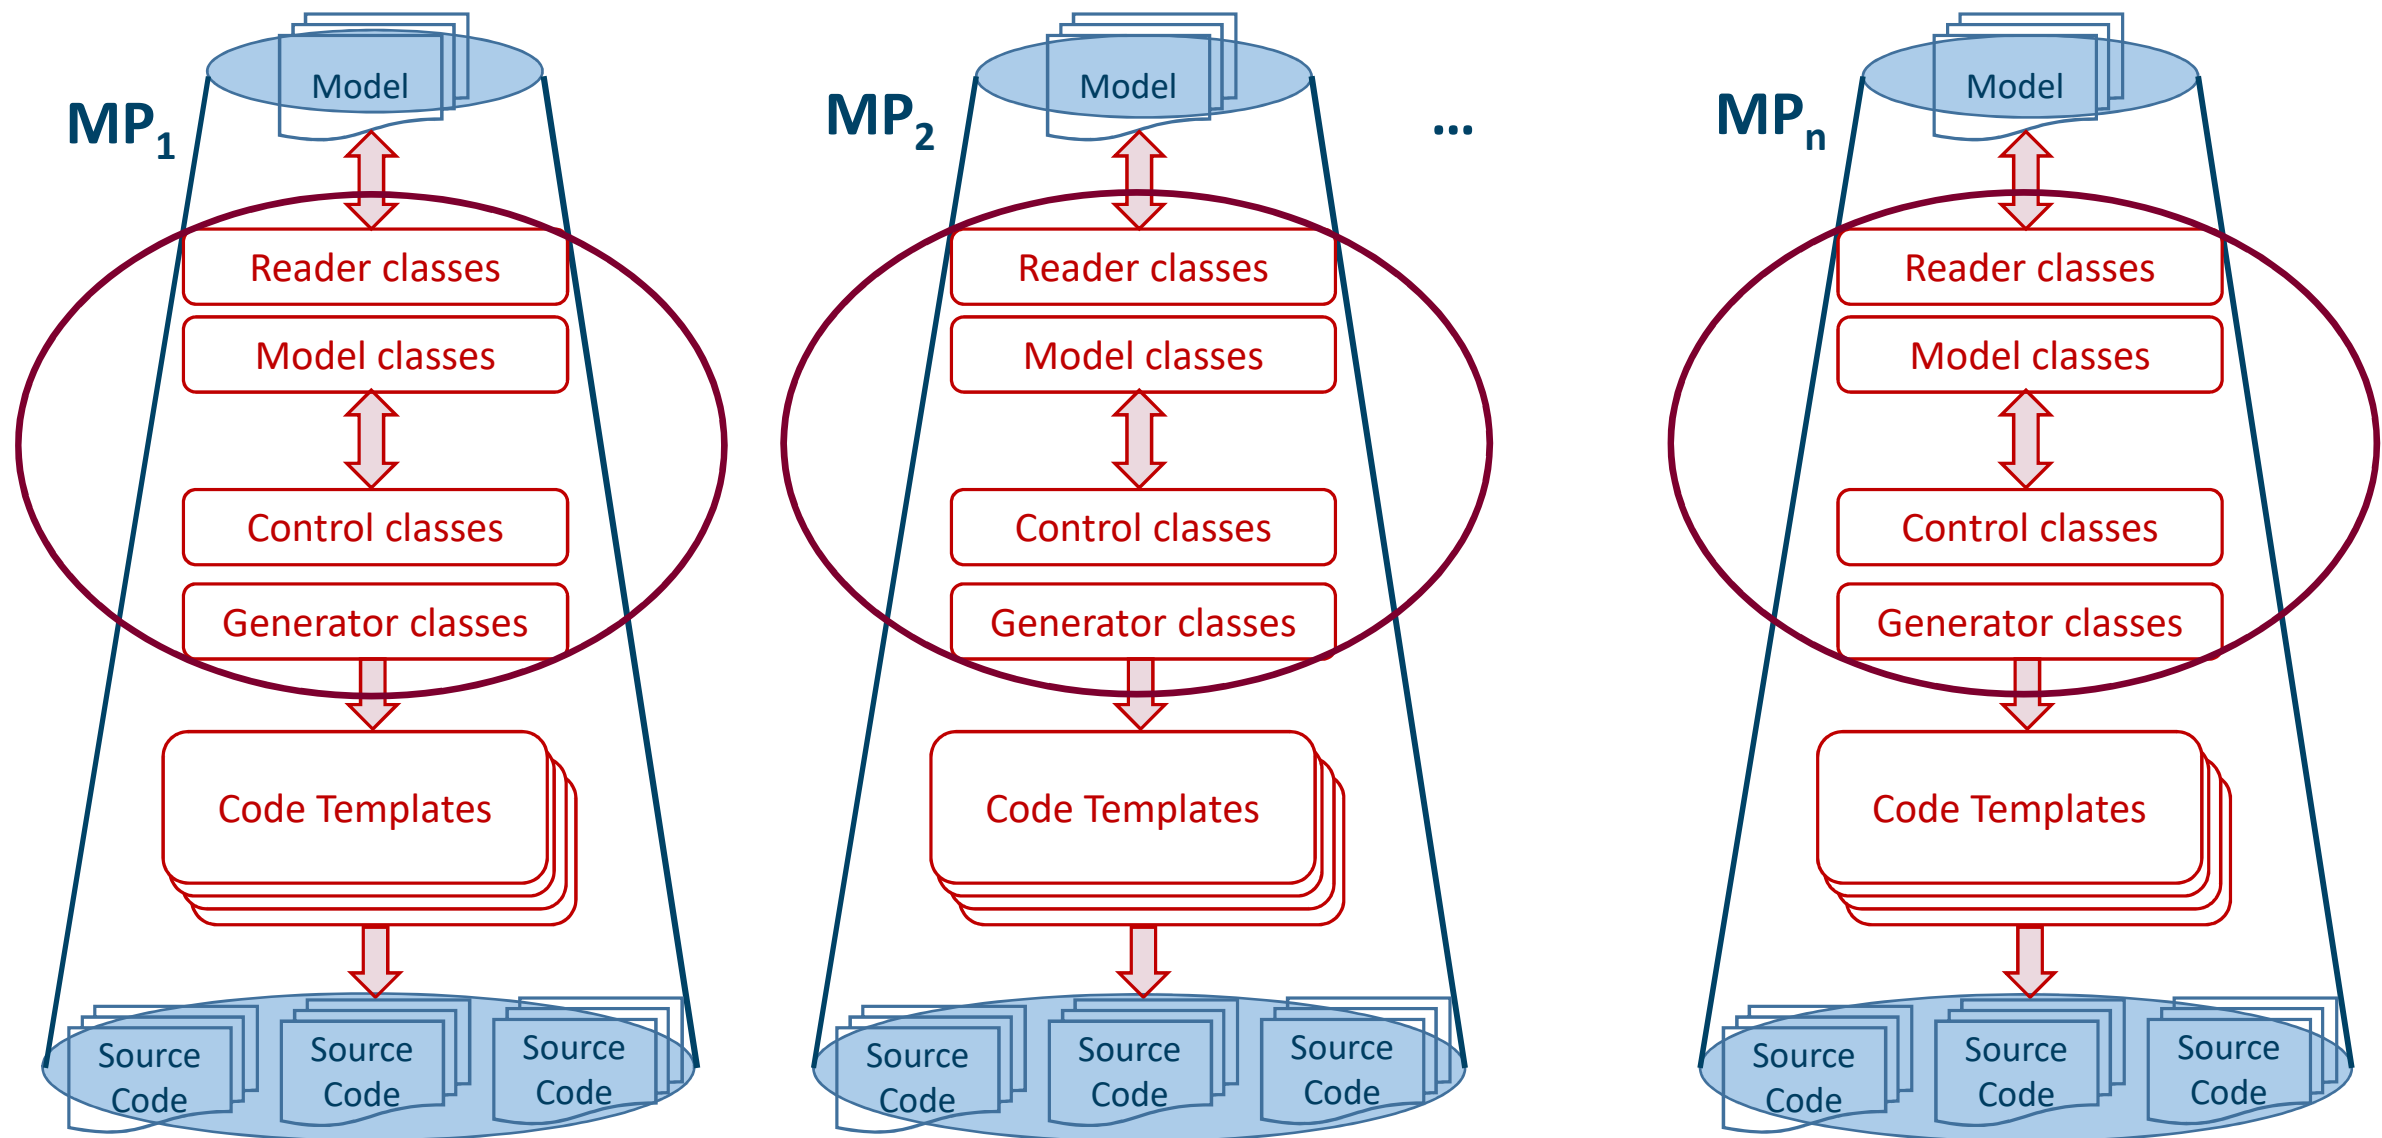 MP1
Model
Reader classes
Model classes
Control classes
Generator classes
Code Templates
Source
Code
Source
Code
Source
Code
MP2
Model
Reader classes
Model classes
Control classes
Generator classes
Code Templates
Source
Code
Source
Code
Source
Code
...
MPn
Model
Reader classes
Model classes
Control classes
Generator classes
Code Templates
Source
Code
Source
Code
Source
Code